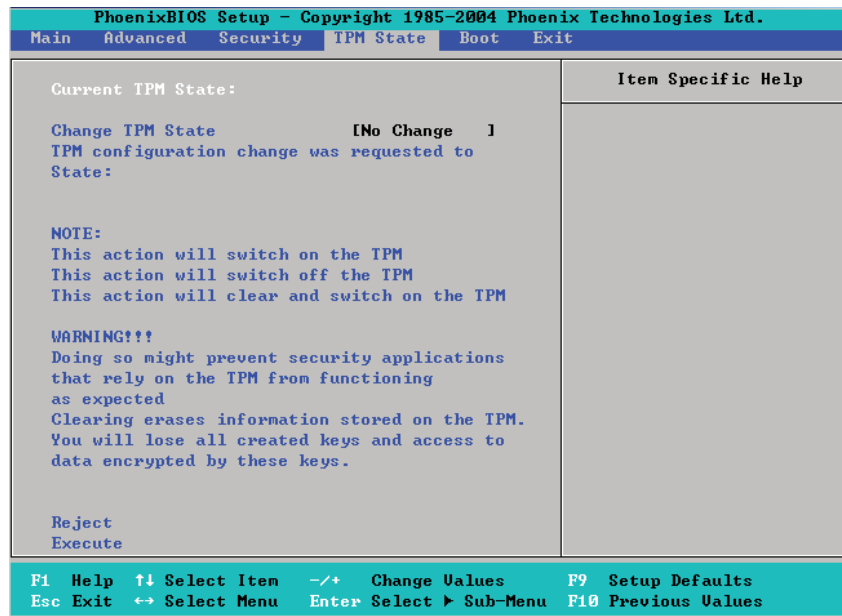 PhoenixBIOS Setup - Copyright 1985-2004 Phoenix Technologies Ltd.
Main Advanced Security TPM State Boot Exit
Item Specific Help
Current TPM State:
Change TPM State [No Change ]
TPM configuration change was requested to
State:
NOTE:
This action will switch on the TPM
This action will switch off the TPM
This action will clear and switch on the TPM
WARNING!!!
Doing so might prevent security applications
that rely on the TPM from functioning
as expected
Clearing erases information stored on the TPM.
You will lose all created keys and access to
data encrypted by these keys.
Reject
Execute
F1 Help ↑↓ Select Item -/+ Change Values F9 Setup Defaults
Esc Exit ↔ Select Menu Enter Select ► Sub-Menu F10 Previous Values